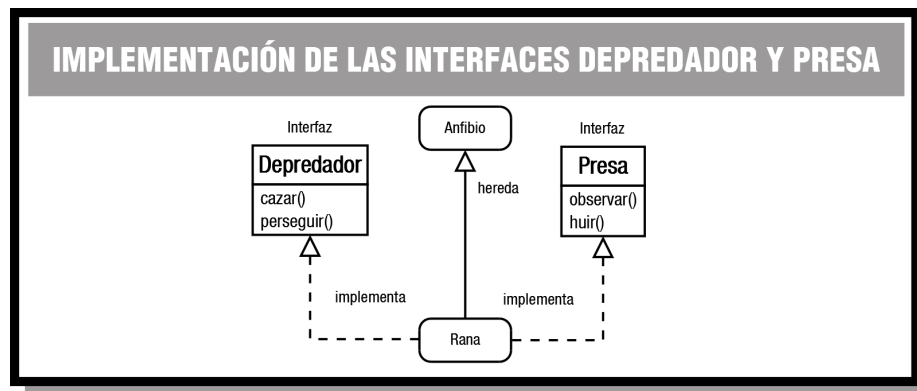 IMPLEMENTACIÓN DE LAS INTERFACES DEPREDADOR Y PRESA
Interfaz
Depredador
cazar()
perseguir()
Anfibio
hereda
Interfaz
Presa
observar()
huir()
implementa
implementa
Rana